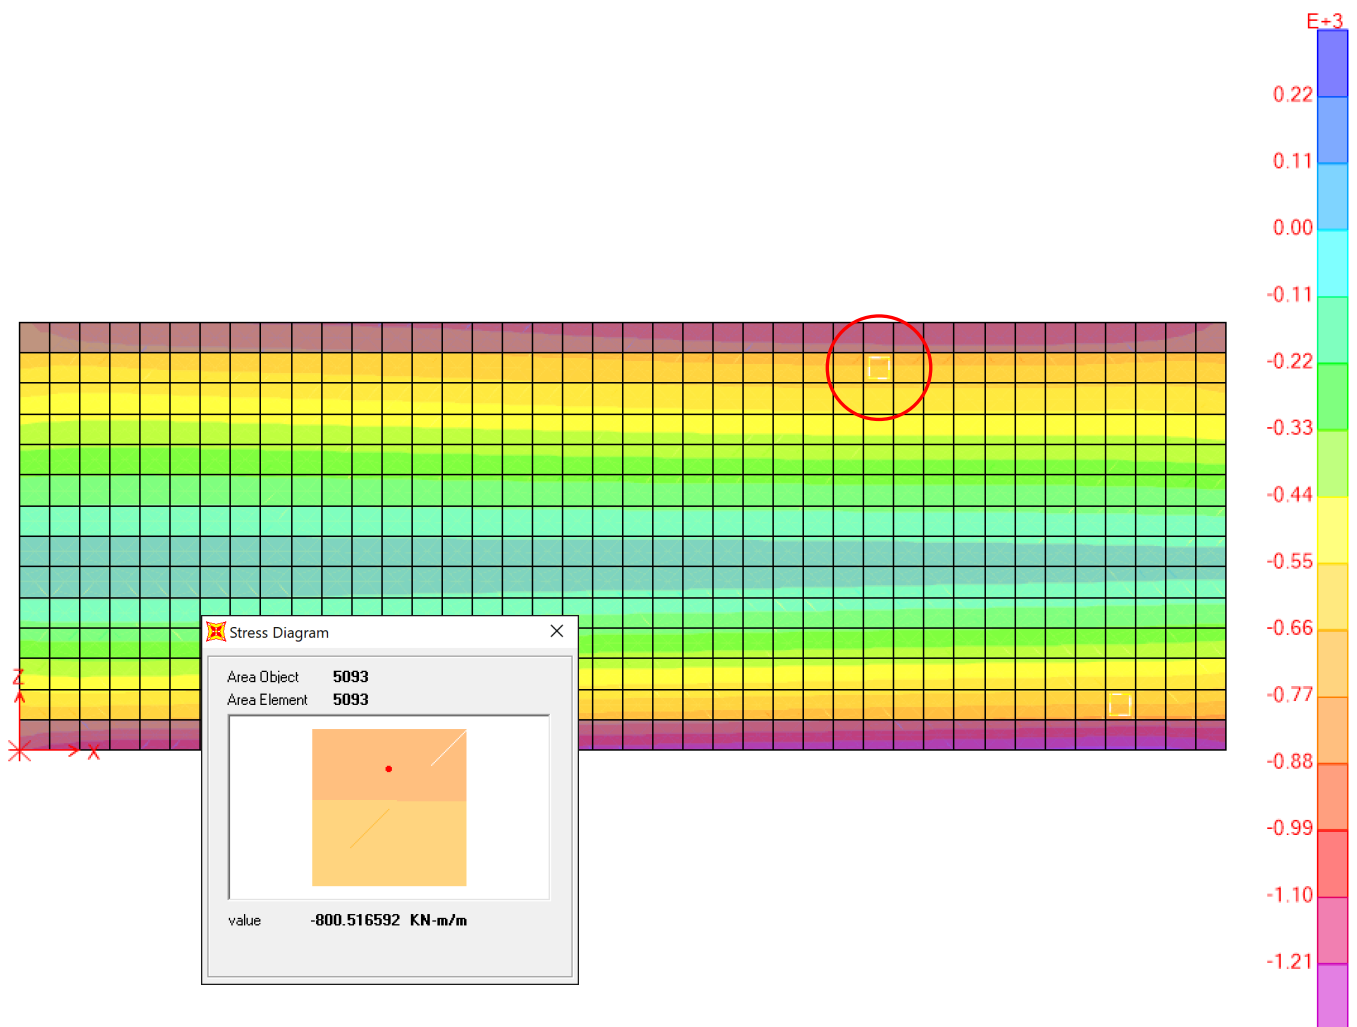 E+3
0.22
0.11
0.00
-0.11
-0.22
-0.33
-0.44
-0.55
-0.66
-0.77
-0.88
-0.99
-1.10
-1.21
Z
X
Stress Diagram
Area Object 5093
Area Element 5093
value -800.516592 KN-m/m